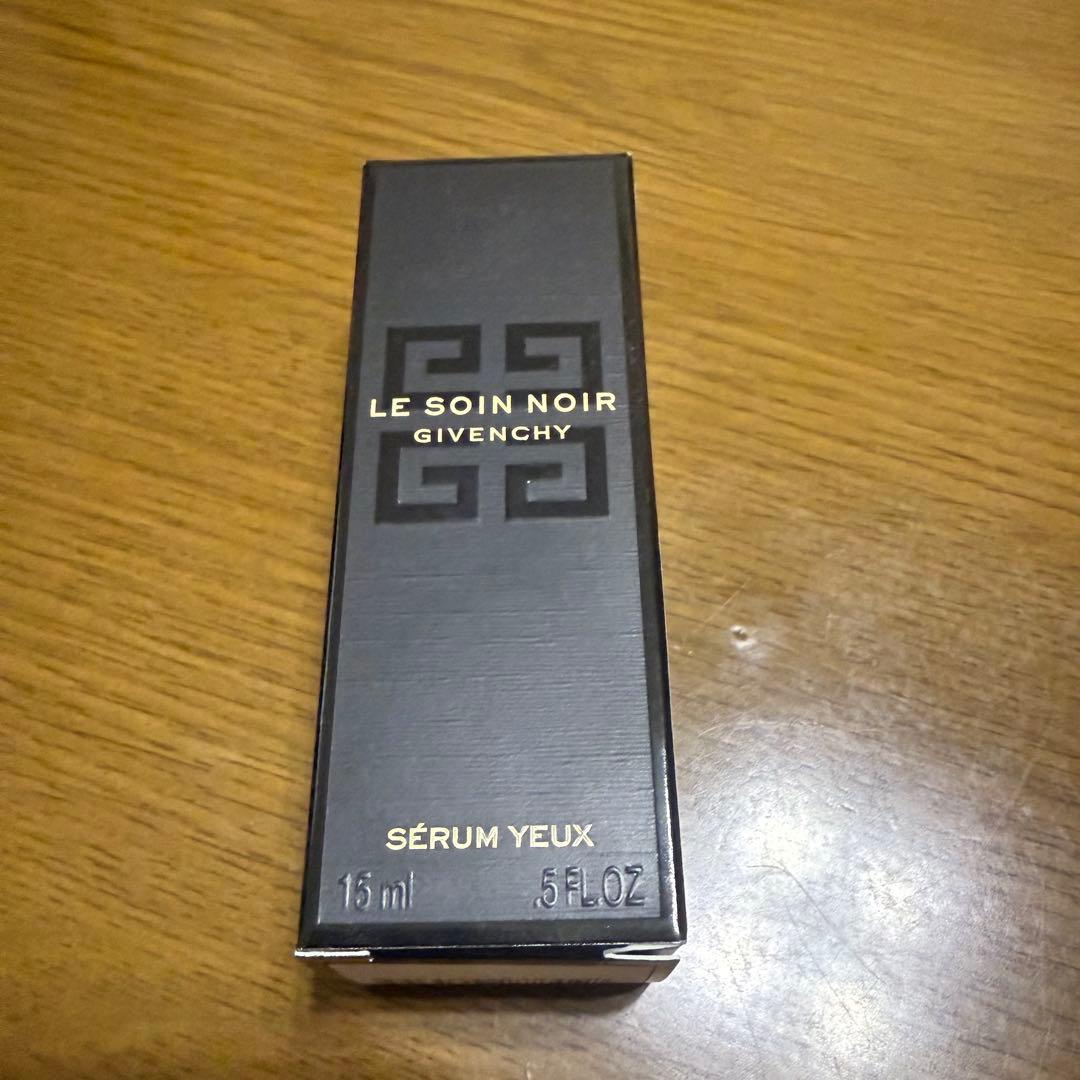 LE SOIN NOIR
GIVENCHY
SÉRUM YEUX
15 ml .5 FL.OZ